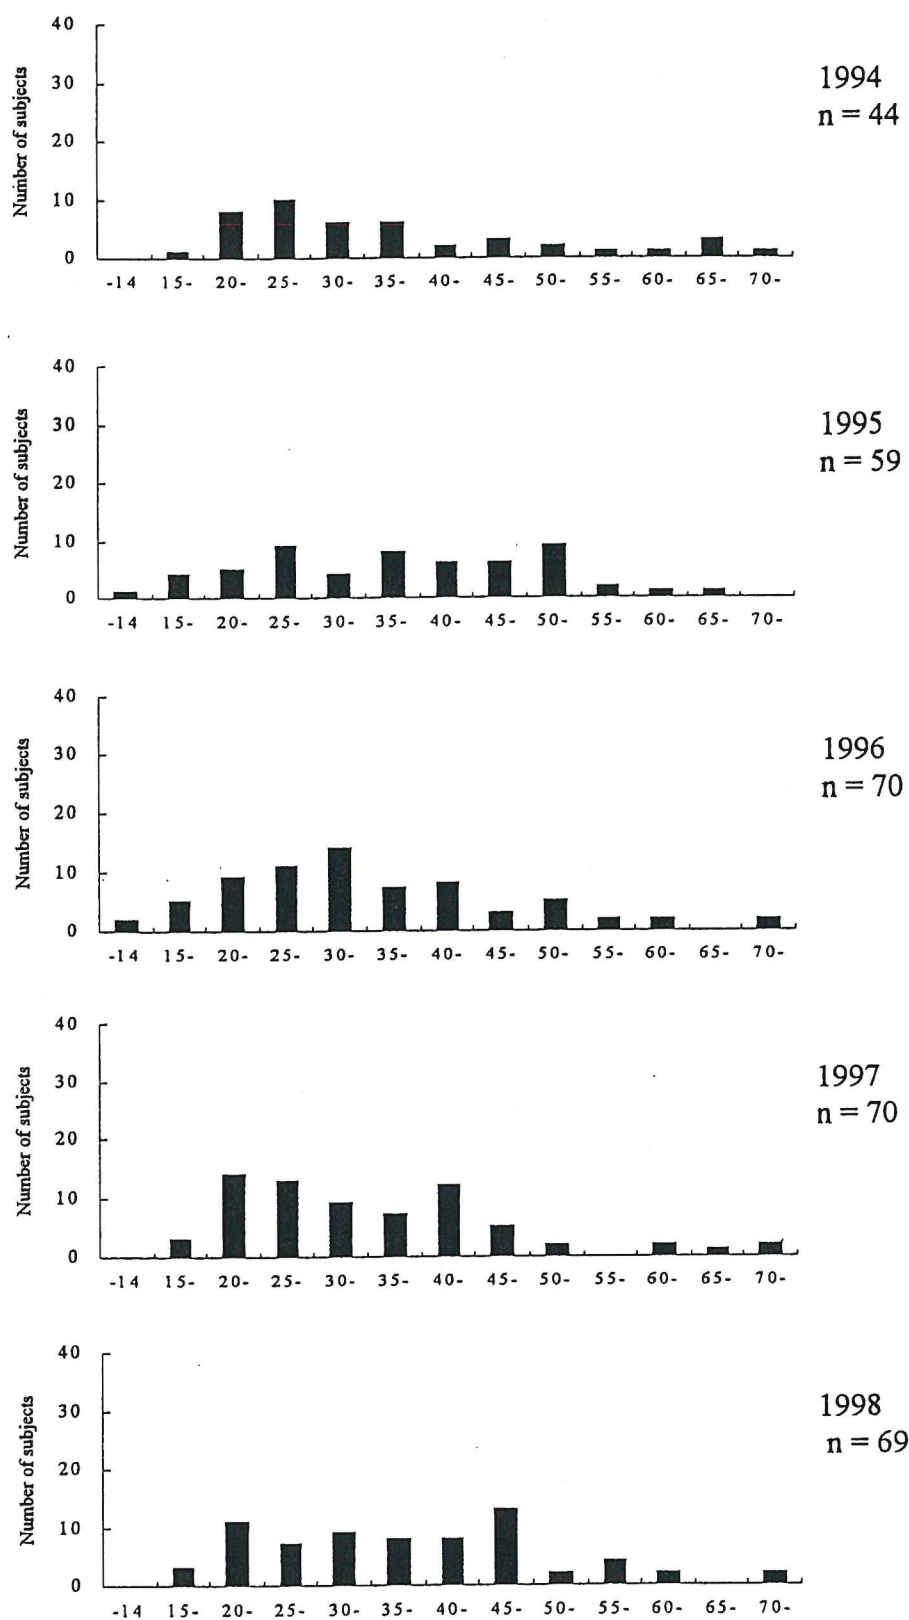 Number of subjects
40
30
20
10
0
-14 15- 20- 25- 30- 35- 40- 45- 50- 55- 60- 65- 70-
1994
n = 44
Number of subjects
40
30
20
10
0
-14 15- 20- 25- 30- 35- 40- 45- 50- 55- 60- 65- 70-
1995
n = 59
Number of subjects
40
30
20
10
0
-14 15- 20- 25- 30- 35- 40- 45- 50- 55- 60- 65- 70-
1996
n = 70
Number of subjects
40
30
20
10
0
-14 15- 20- 25- 30- 35- 40- 45- 50- 55- 60- 65- 70-
1997
n = 70
Number of subjects
40
30
20
10
0
-14 15- 20- 25- 30- 35- 40- 45- 50- 55- 60- 65- 70-
1998
n = 69